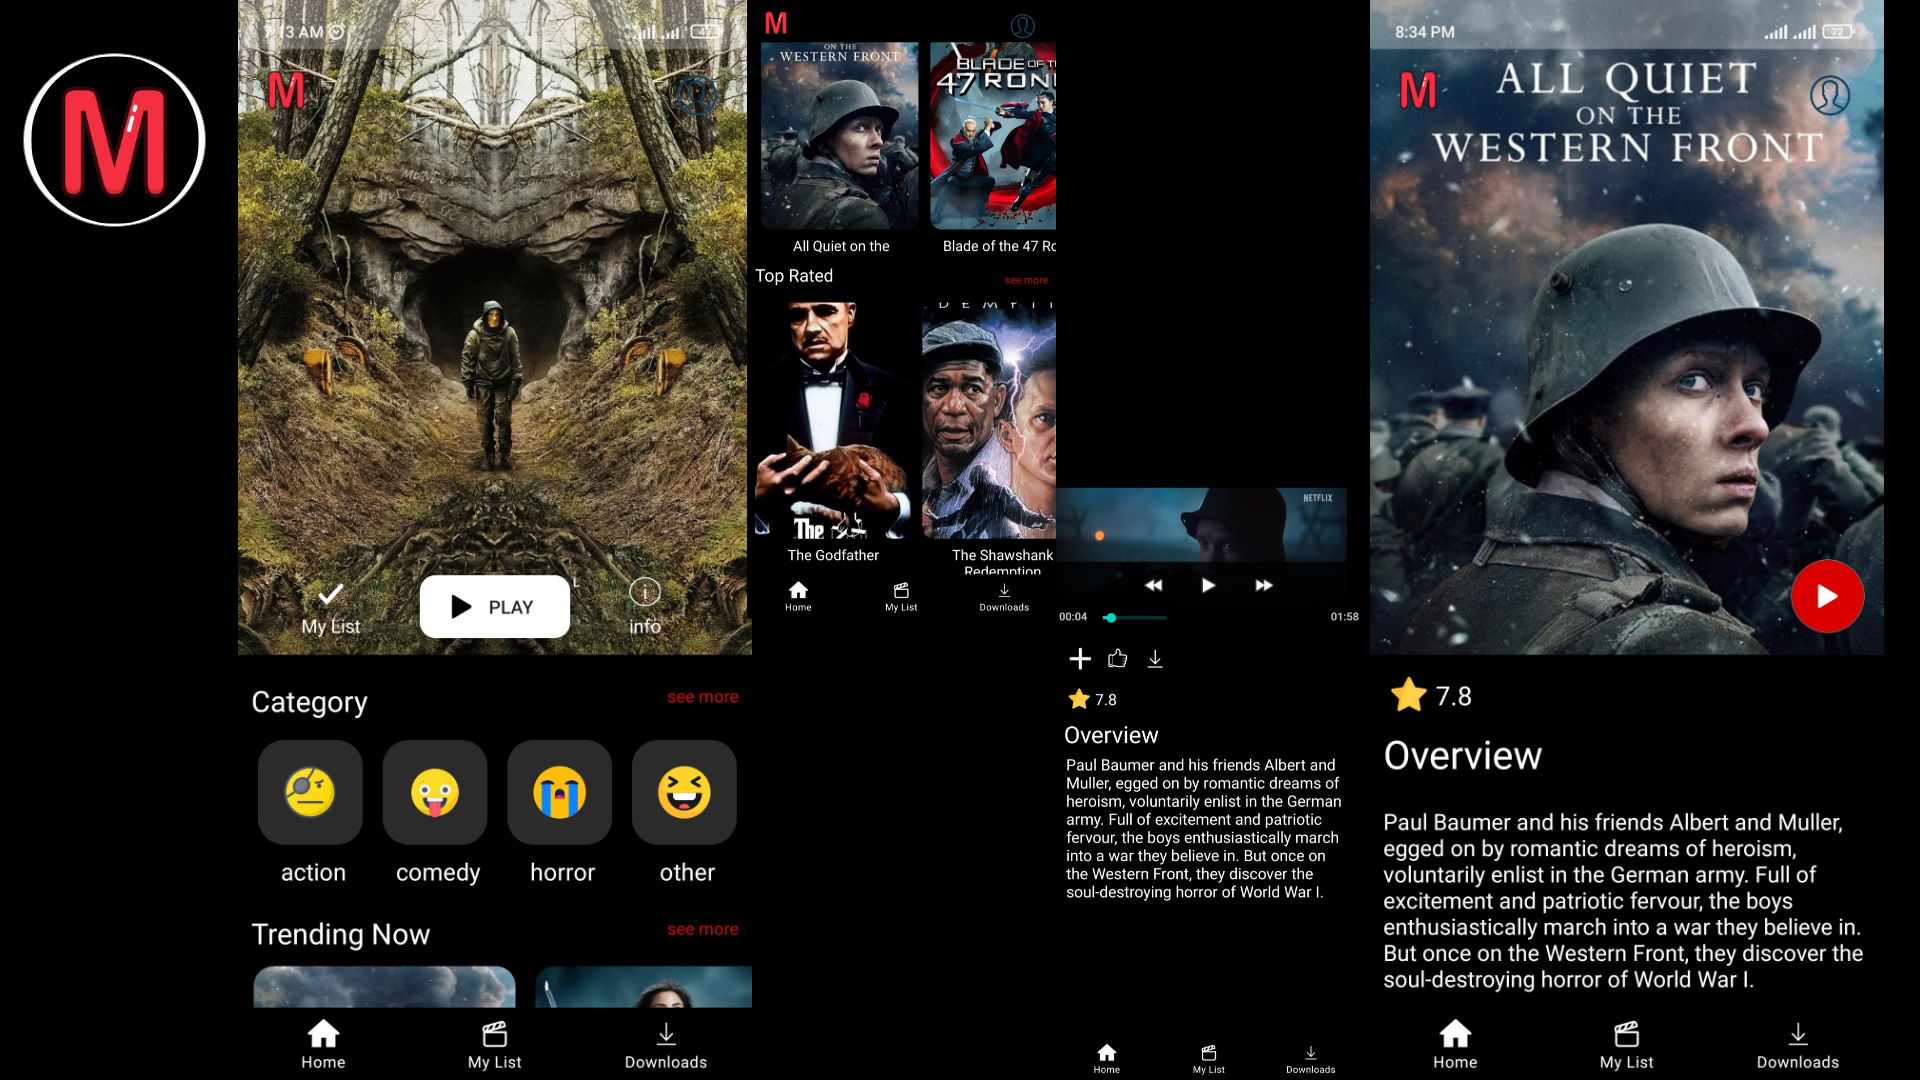 M
7:13 AM
47
M
My List
PLAY
info
Category
see more
action
comedy
horror
other
Trending Now
see more
Home
My List
Downloads
M
ON THE
WESTERN FRONT
BLADE OF T
47 RONI
All Quiet on the
Blade of the 47 Ro
Top Rated
see more
The
The Godfather
The Shawshank
Redemption
Home
My List
Downloads
NETFLIX
00:04
01:58
7.8
Overview
Paul Baumer and his friends Albert and
Muller, egged on by romantic dreams of
heroism, voluntarily enlist in the German
army. Full of excitement and patriotic
fervour, the boys enthusiastically march
into a war they believe in. But once on
the Western Front, they discover the
soul-destroying horror of World War I.
Home
My List
Downloads
8:34 PM
72
M
ALL QUIET
ON THE
WESTERN FRONT
7.8
Overview
Paul Baumer and his friends Albert and Muller,
egged on by romantic dreams of heroism,
voluntarily enlist in the German army. Full of
excitement and patriotic fervour, the boys
enthusiastically march into a war they believe in.
But once on the Western Front, they discover the
soul-destroying horror of World War I.
Home
My List
Downloads